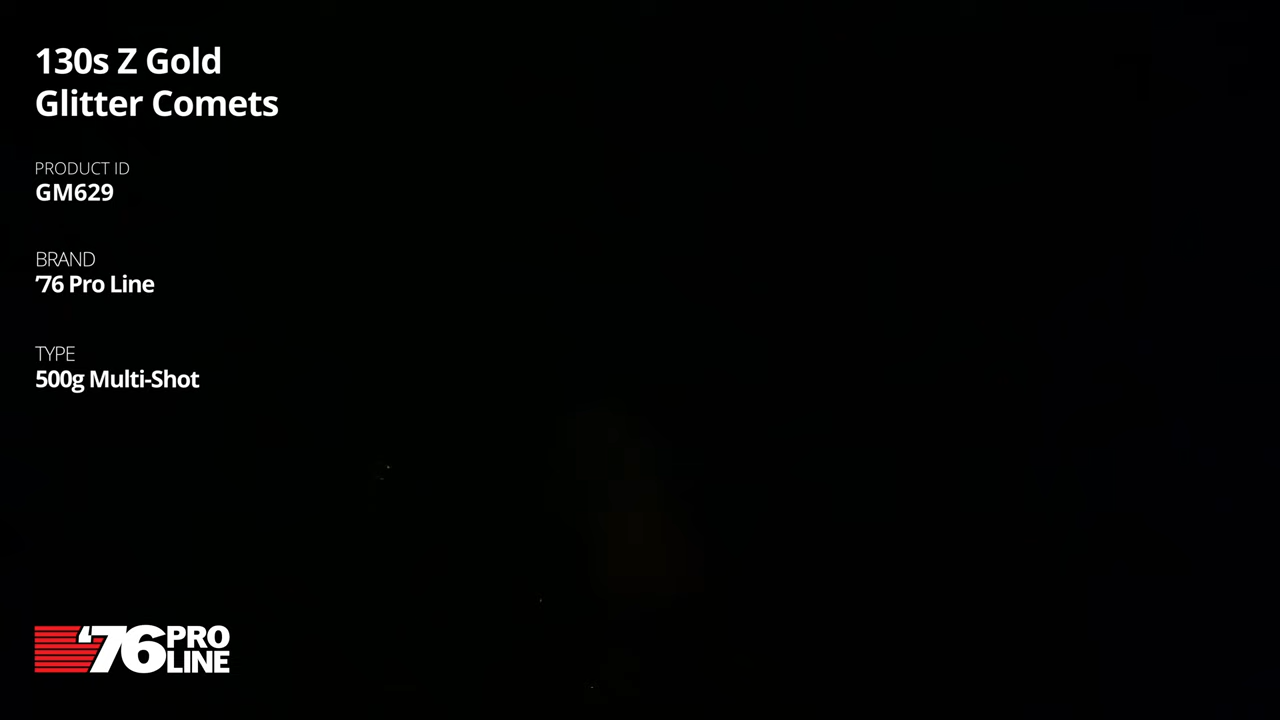 130s Z Gold
Glitter Comets
PRODUCT ID
GM629
BRAND
'76 Pro Line
TYPE
500g Multi-Shot
'76 PRO
LINE